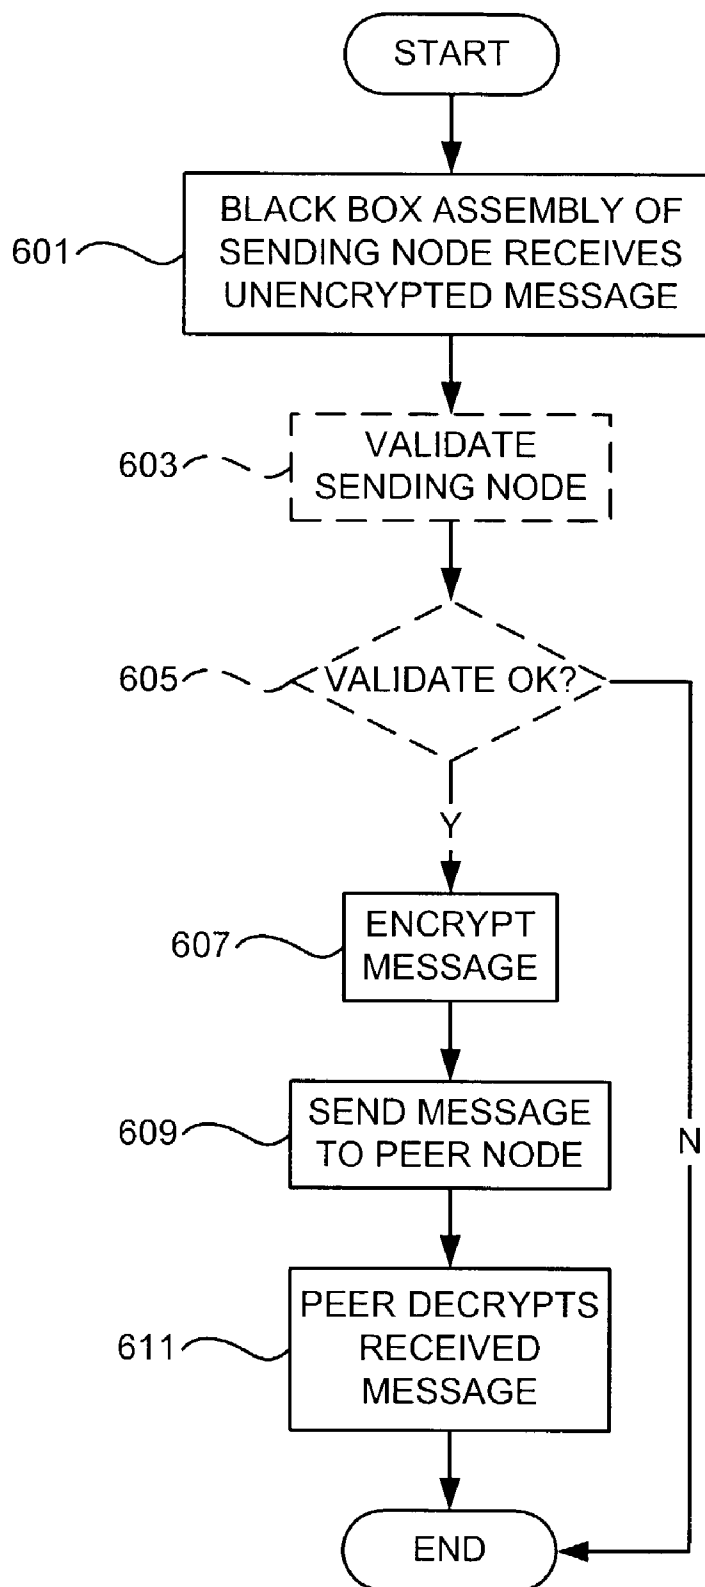 START
BLACK BOX ASSEMBLY OF
SENDING NODE RECEIVES
UNENCRYPTED MESSAGE
601
VALIDATE
SENDING NODE
603
VALIDATE OK?
605
Y
ENCRYPT
MESSAGE
607
SEND MESSAGE
TO PEER NODE
609
N
PEER DECRYPTS
RECEIVED
MESSAGE
611
END